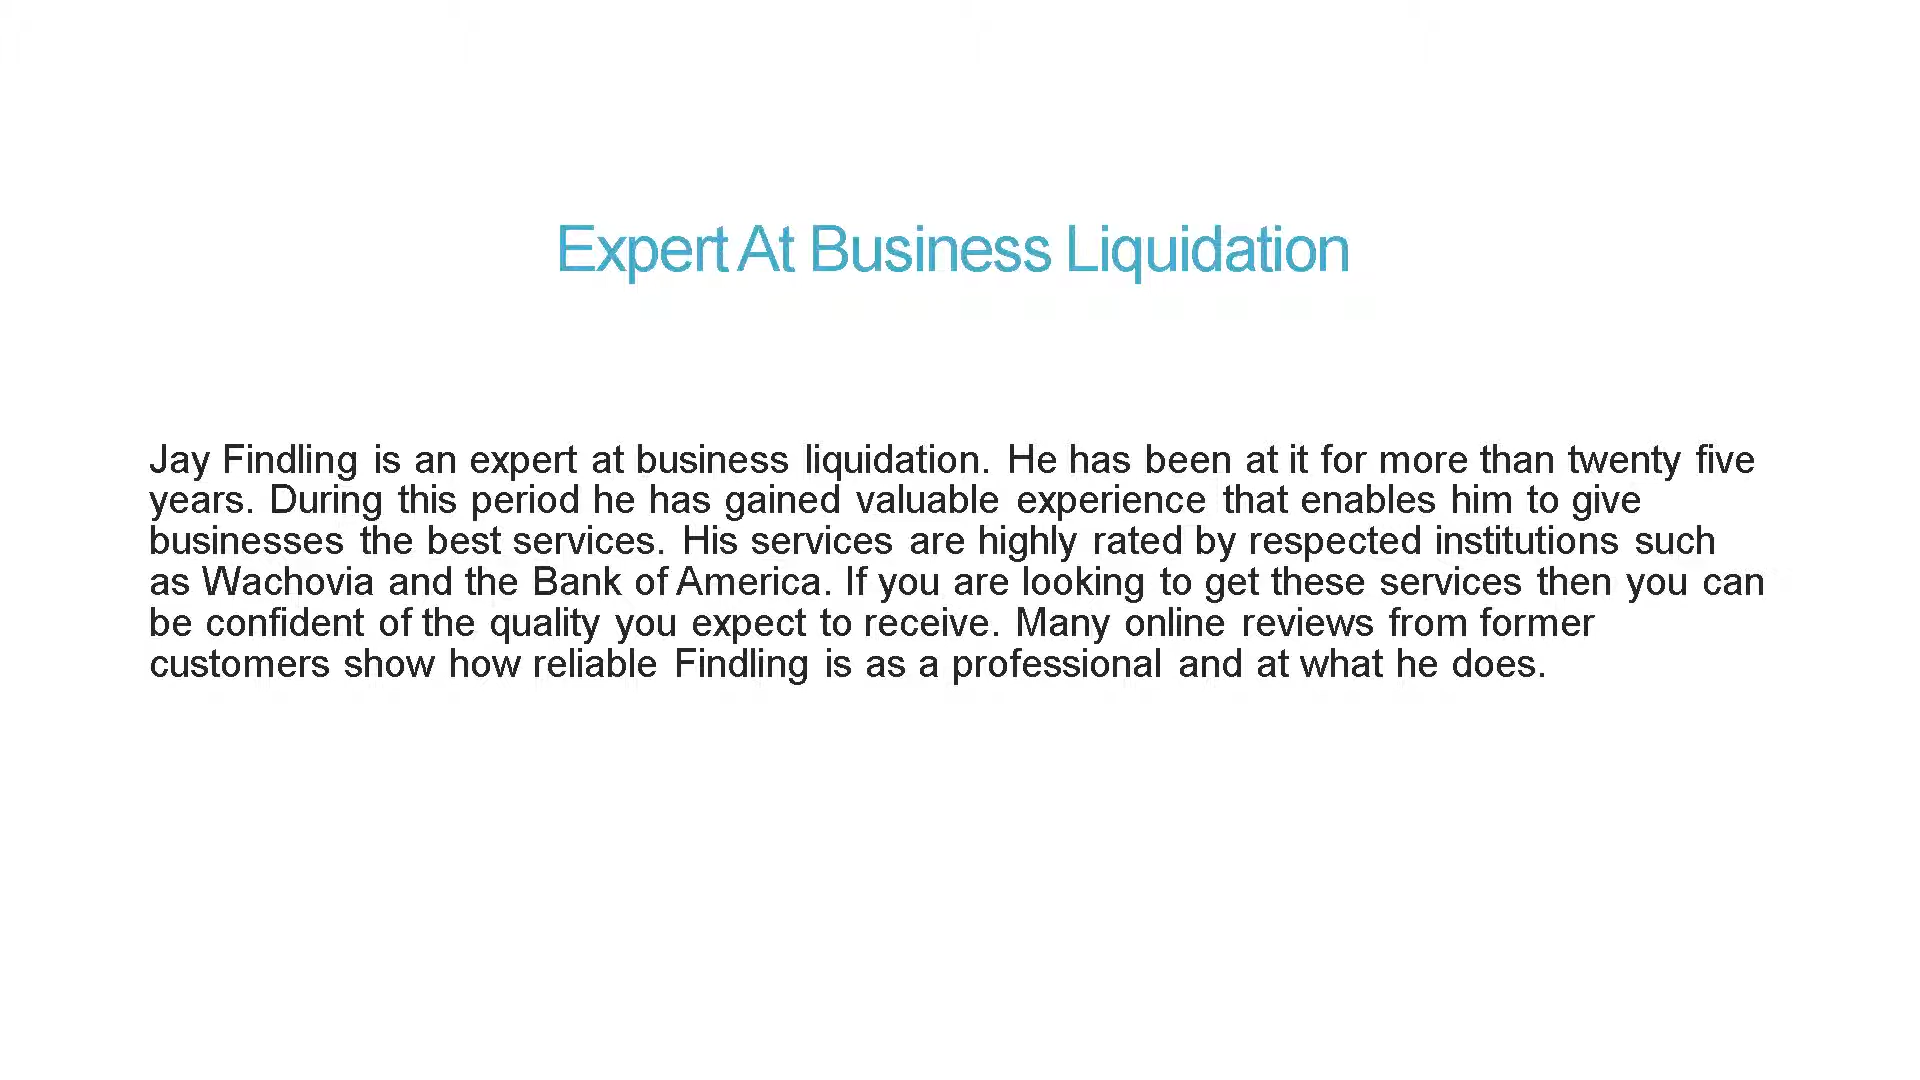 Expert At Business Liquidation
Jay Findling is an expert at business liquidation. He has been at it for more than twenty five
years. During this period he has gained valuable experience that enables him to give
businesses the best services. His services are highly rated by respected institutions such
as Wachovia and the Bank of America. If you are looking to get these services then you can
be confident of the quality you expect to receive. Many online reviews from former
customers show how reliable Findling is as a professional and at what he does.